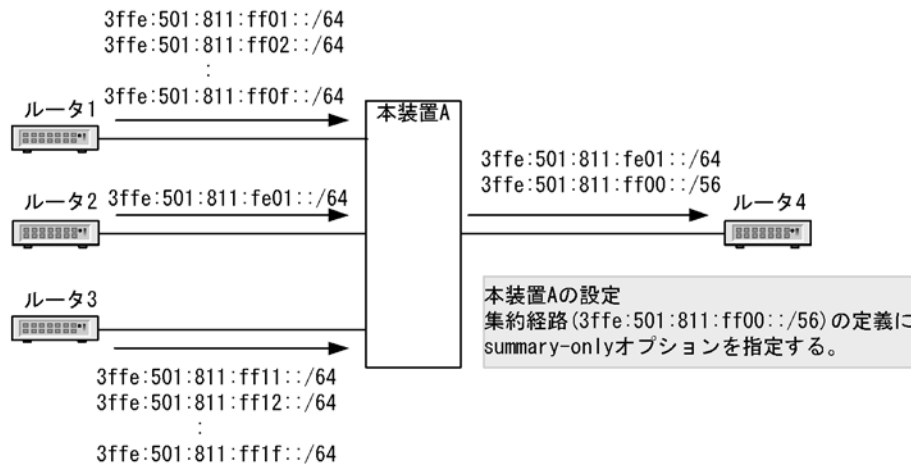 3ffe:501:811:ff01::/64
3ffe:501:811:ff02::/64
:
3ffe:501:811:ff0f::/64
ルータ1
本装置A
3ffe:501:811:fe01::/64
3ffe:501:811:ff00::/56
ルータ2
3ffe:501:811:fe01::/64
ルータ4
ルータ3
本装置Aの設定
集約経路(3ffe:501:811:ff00::/56)の定義に
summary-onlyオプションを指定する。
3ffe:501:811:ff11::/64
3ffe:501:811:ff12::/64
:
3ffe:501:811:ff1f::/64